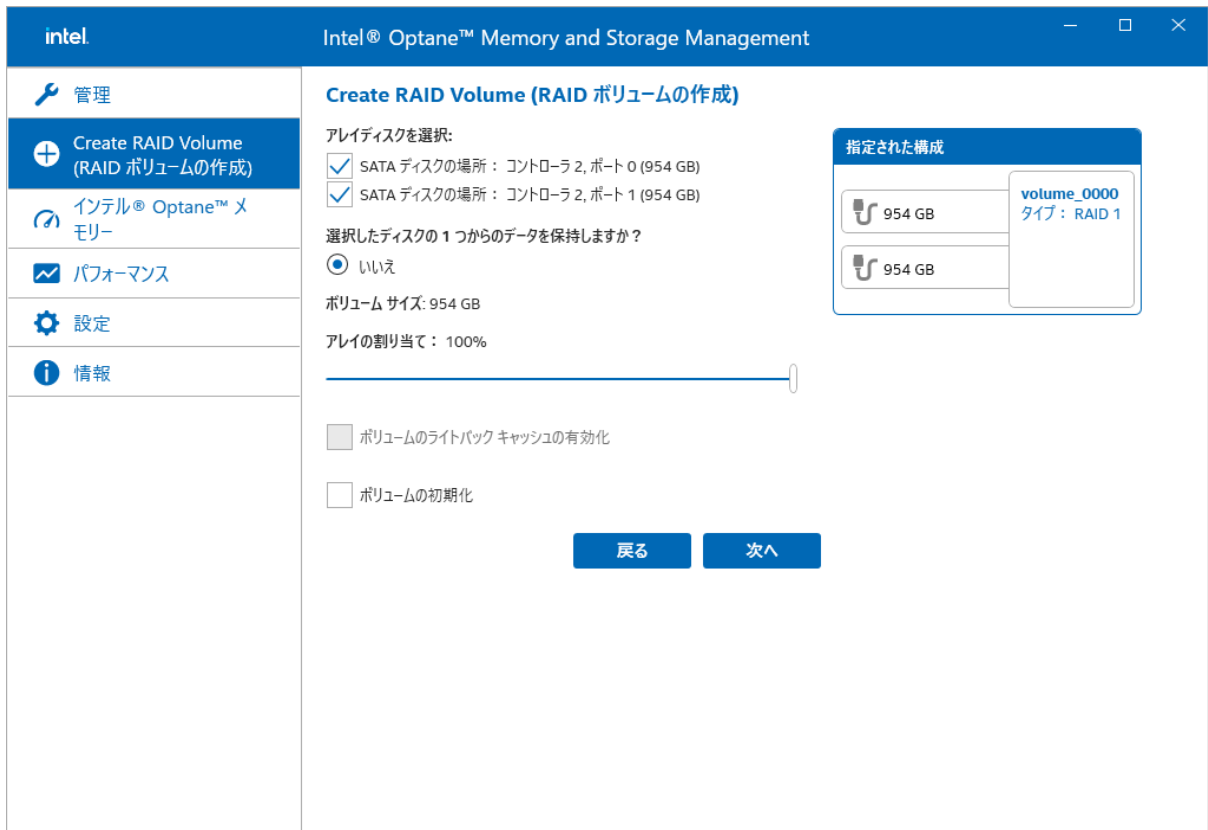 intel.
Intel® Optane™ Memory and Storage Management
管理
Create RAID Volume
(RAID ボリュームの作成)
インテル® Optane™ メ
モリー
パフォーマンス
設定
情報
Create RAID Volume (RAID ボリュームの作成)
アレイディスクを選択:
SATA ディスクの場所： コントローラ 2, ポート 0 (954 GB)
SATA ディスクの場所： コントローラ 2, ポート 1 (954 GB)
選択したディスクの 1 つからのデータを保持しますか？
いいえ
ボリューム サイズ: 954 GB
アレイの割り当て： 100%
ボリュームのライトバック キャッシュの有効化
ボリュームの初期化
戻る
次へ
指定された構成
954 GB
954 GB
volume_0000
タイプ： RAID 1